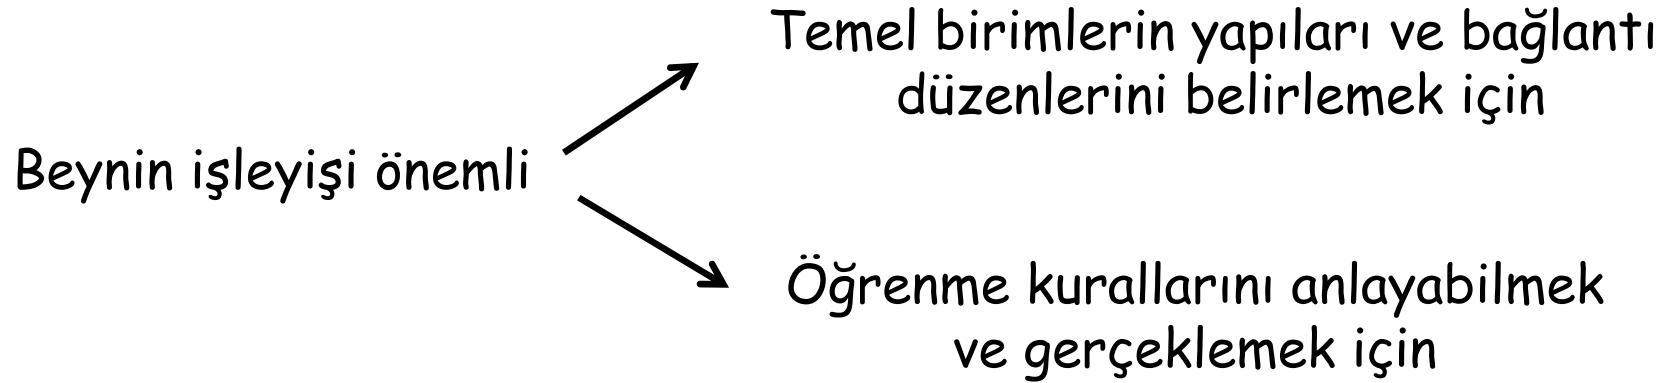 Temel birimlerin yapıları ve bağlantı
düzenlerini belirlemek için
Beynin işleyişi önemli
Öğrenme kurallarını anlayabilmek
ve gerçeklemek için